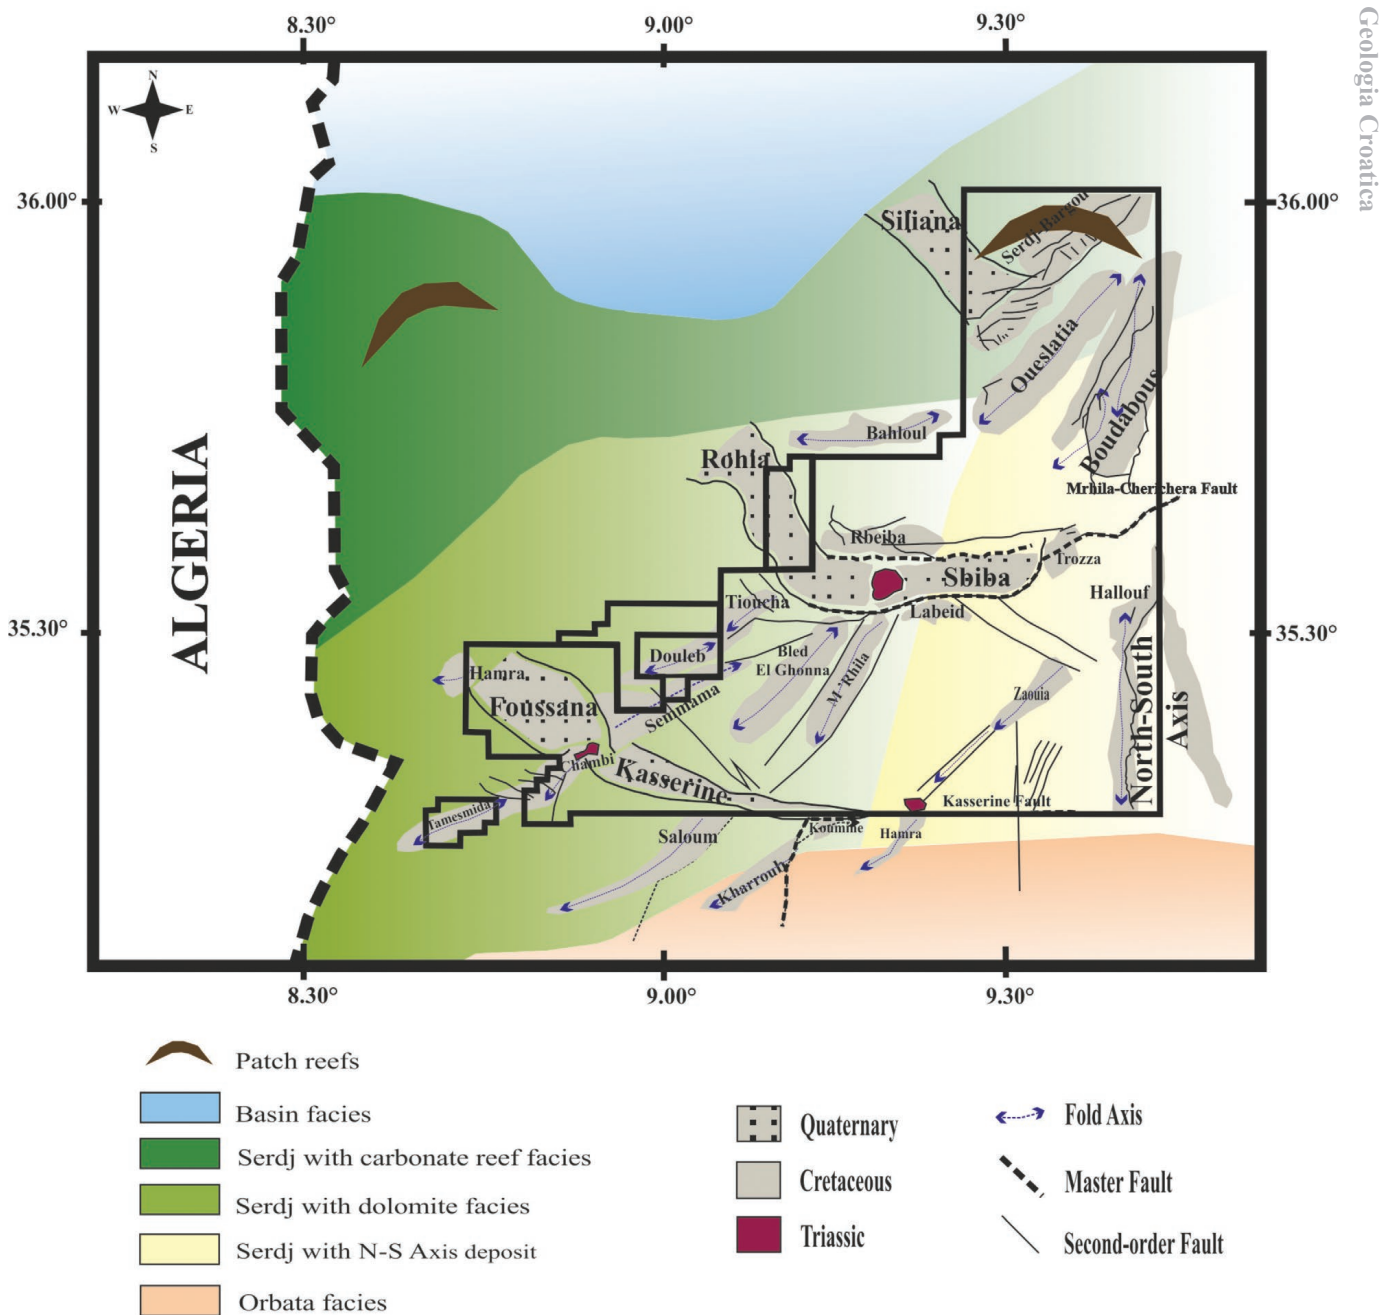 8.30°
9.00°
9.30°
Geologia Croatica
N
W
E
S
36.00°
36.00°
Siliana
Serdj-Bargou
Oueslatia
Boudabous
Bahloul
Rohia
Mrhila-Cherichera Fault
ALGERIA
Rbeiba
Trozza
Sbiba
Hallouf
Tioucha
Labeid
35.30°
35.30°
Bled
El Ghonna
Douleb
M'Rhila
Hamra
Zaouia
North-South
Axis
Foussana
Semmama
Chambi
Kasserine
Kasserine Fault
Tamesmida
Saloum
Koumine
Hamra
Kharroub
8.30°
9.00°
9.30°
Patch reefs
Basin facies
Serdj with carbonate reef facies
Serdj with dolomite facies
Serdj with N-S Axis deposit
Orbata facies
Quaternary
Cretaceous
Triassic
Fold Axis
Master Fault
Second-order Fault